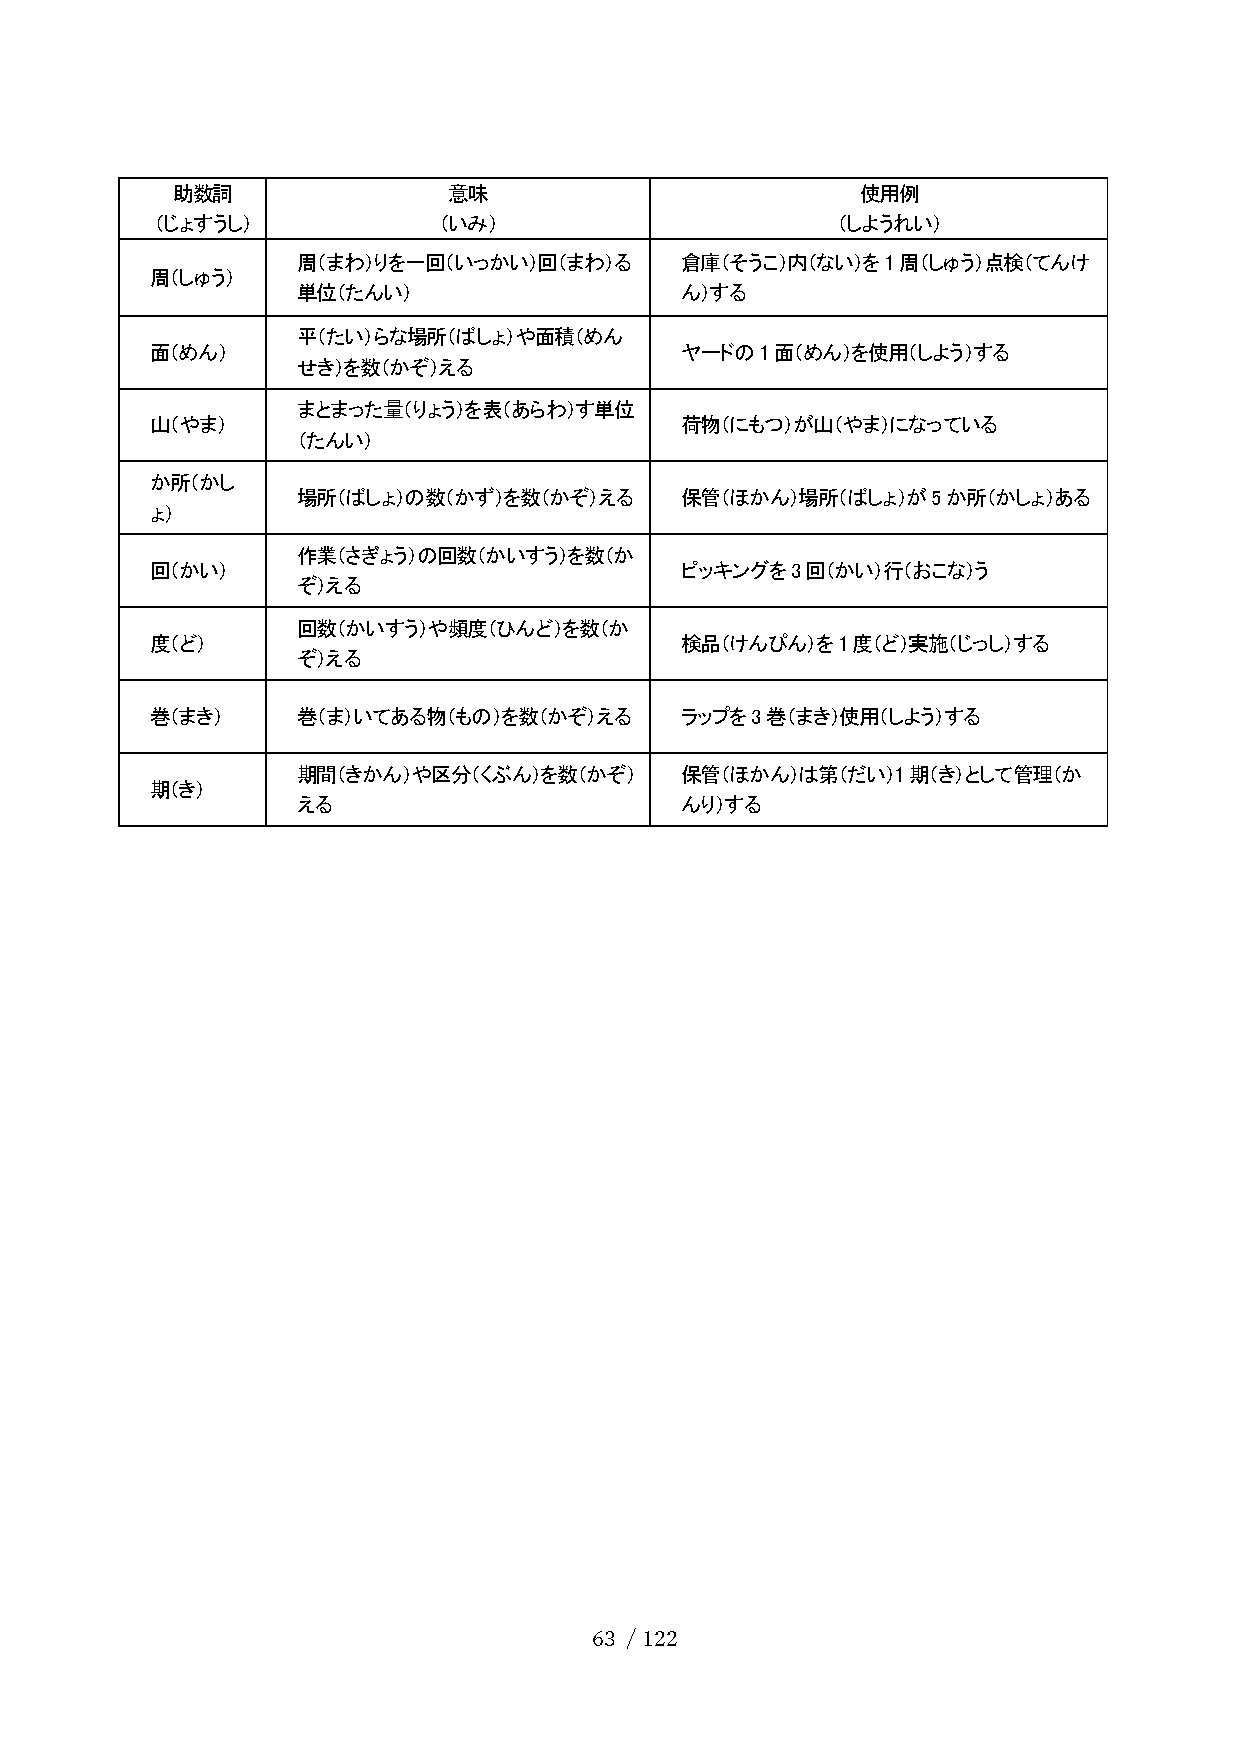 助数詞
（じょすうし）
意味
（いみ）
使用例
（しようれい）
周（しゅう）
周（まわ）りを一回（いっかい）回（まわ）る
単位（たんい）
倉庫（そうこ）内（ない）を1周（しゅう）点検（てんけ
ん）する
面（めん）
平（たい）らな場所（ばしょ）や面積（めん
せき）を数（かぞ）える
ヤードの1面（めん）を使用（しよう）する
山（やま）
まとまった量（りょう）を表（あらわ）す単位
（たんい）
荷物（にもつ）が山（やま）になっている
か所（かし
ょ）
場所（ばしょ）の数（かず）を数（かぞ）える
保管（ほかん）場所（ばしょ）が5か所（かしょ）ある
回（かい）
作業（さぎょう）の回数（かいすう）を数（か
ぞ）える
ピッキングを3回（かい）行（おこな）う
度（ど）
回数（かいすう）や頻度（ひんど）を数（か
ぞ）える
検品（けんぴん）を1度（ど）実施（じっし）する
巻（まき）
巻（ま）いてある物（もの）を数（かぞ）える
ラップを3巻（まき）使用（しよう）する
期（き）
期間（きかん）や区分（くぶん）を数（かぞ）
える
保管（ほかん）は第（だい）1期（き）として管理（か
んり）する
63 / 122